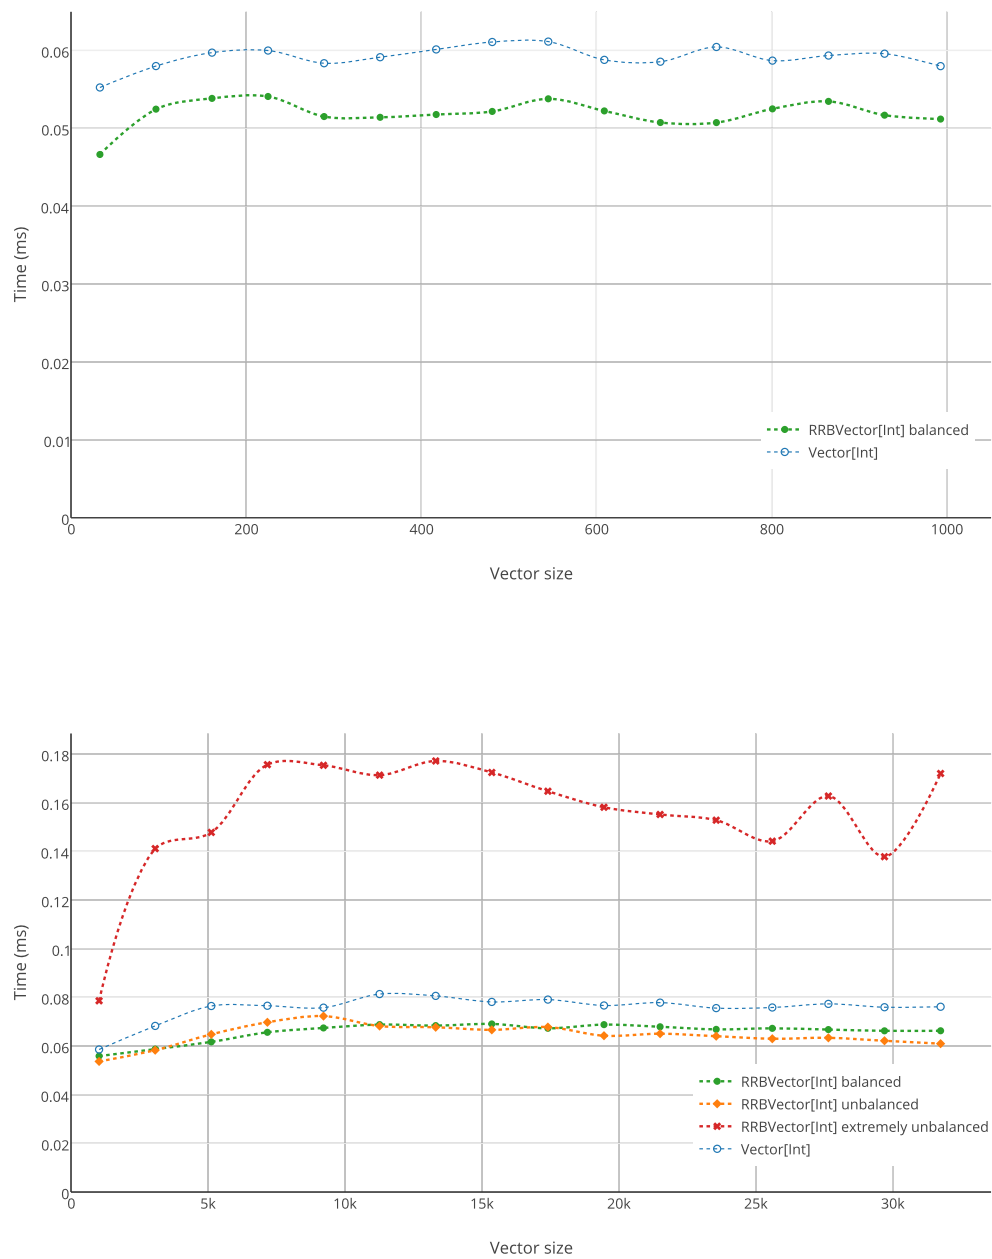 0.06
0.05
0.04
0.03
0.02
0.01
0
Time (ms)
RRBVector[Int] balanced
Vector[Int]
0 200 400 600 800 1000
Vector size
0.18
0.16
0.14
0.12
0.1
0.08
0.06
0.04
0.02
0
Time (ms)
RRBVector[Int] balanced
RRBVector[Int] unbalanced
RRBVector[Int] extremely unbalanced
Vector[Int]
0 5k 10k 15k 20k 25k 30k
Vector size